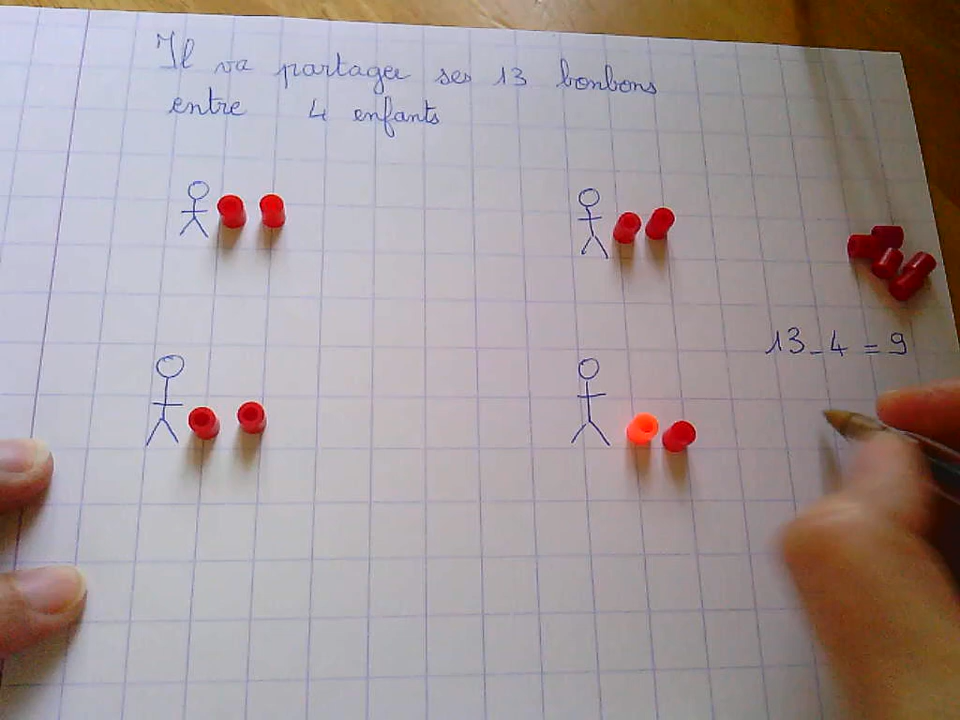 Il va partager ses 13 bonbons
entre 4 enfants
13 - 4 = 9